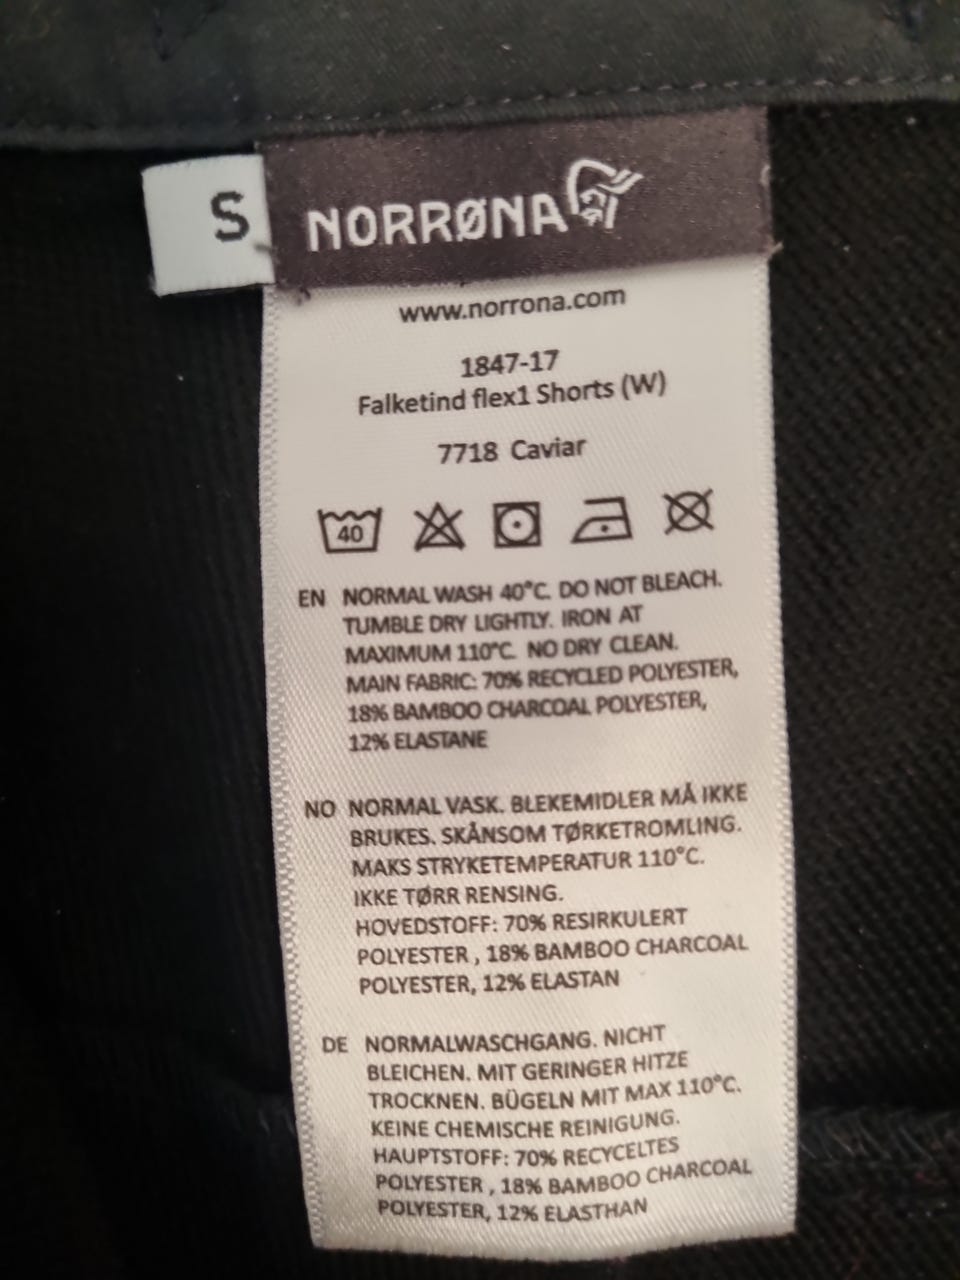 S
NORRØNA
www.norrona.com
1847-17
Falketind flex1 Shorts (W)
7718 Caviar
40
EN NORMAL WASH 40°C. DO NOT BLEACH.
TUMBLE DRY LIGHTLY. IRON AT
MAXIMUM 110°C. NO DRY CLEAN.
MAIN FABRIC: 70% RECYCLED POLYESTER,
18% BAMBOO CHARCOAL POLYESTER,
12% ELASTANE
NO NORMAL VASK. BLEKEMIDLER MÅ IKKE
BRUKES. SKÅNSOM TØRKETROMLING.
MAKS STRYKETEMPERATUR 110°C.
IKKE TØRR RENSING.
HOVEDSTOFF: 70% RESIRKULERT
POLYESTER , 18% BAMBOO CHARCOAL
POLYESTER, 12% ELASTAN
DE NORMALWASCHGANG. NICHT
BLEICHEN. MIT GERINGER HITZE
TROCKNEN. BÜGELN MIT MAX 110°C.
KEINE CHEMISCHE REINIGUNG.
HAUPTSTOFF: 70% RECYCELTES
POLYESTER , 18% BAMBOO CHARCOAL
POLYESTER, 12% ELASTHAN